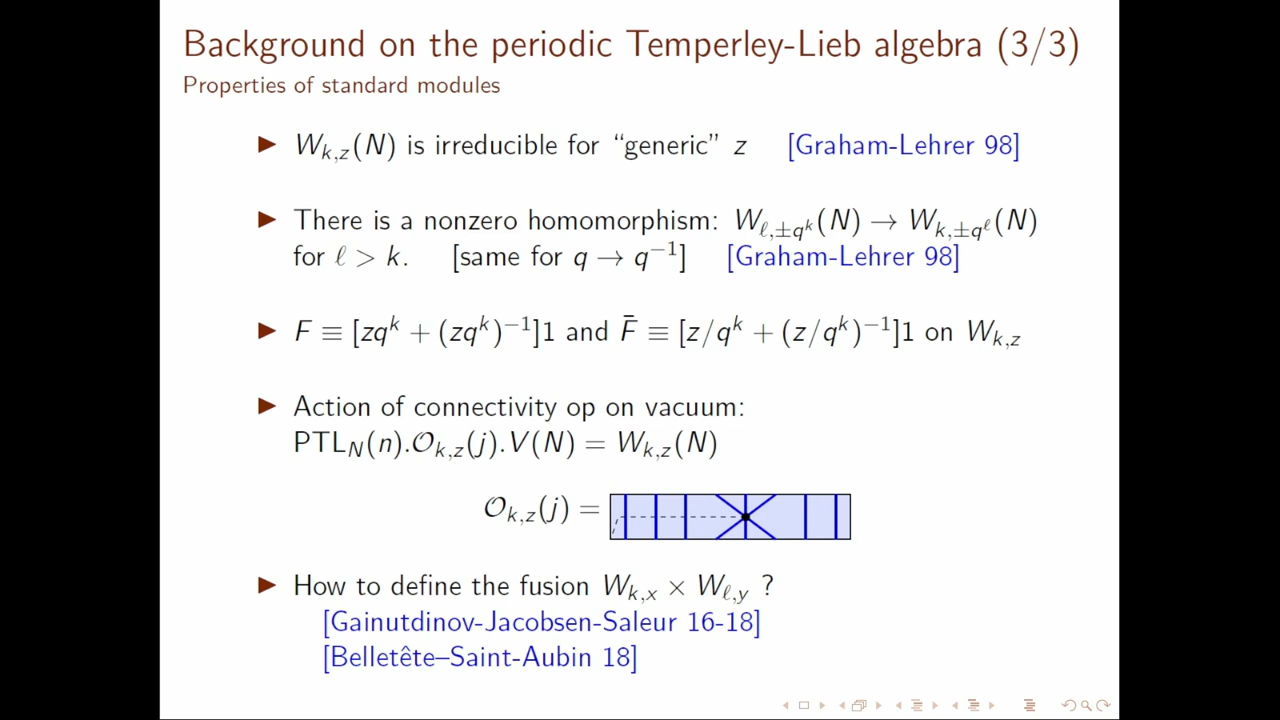 Background on the periodic Temperley-Lieb algebra (3/3)
Properties of standard modules
▶ W_{k,z}(N) is irreducible for “generic” z [Graham-Lehrer 98]
▶ There is a nonzero homomorphism: W_{ℓ,±q^k}(N) → W_{k,±q^ℓ}(N)
for ℓ > k. [same for q → q^{−1}] [Graham-Lehrer 98]
▶ F ≡ [zq^k + (zq^k)^{−1}]1 and F̄ ≡ [z/q^k + (z/q^k)^{−1}]1 on W_{k,z}
▶ Action of connectivity op on vacuum:
PTL_N(n).𝒪_{k,z}(j).V(N) = W_{k,z}(N)
𝒪_{k,z}(j) =
▶ How to define the fusion W_{k,x} × W_{ℓ,y} ?
[Gainutdinov-Jacobsen-Saleur 16-18]
[Belletête–Saint-Aubin 18]